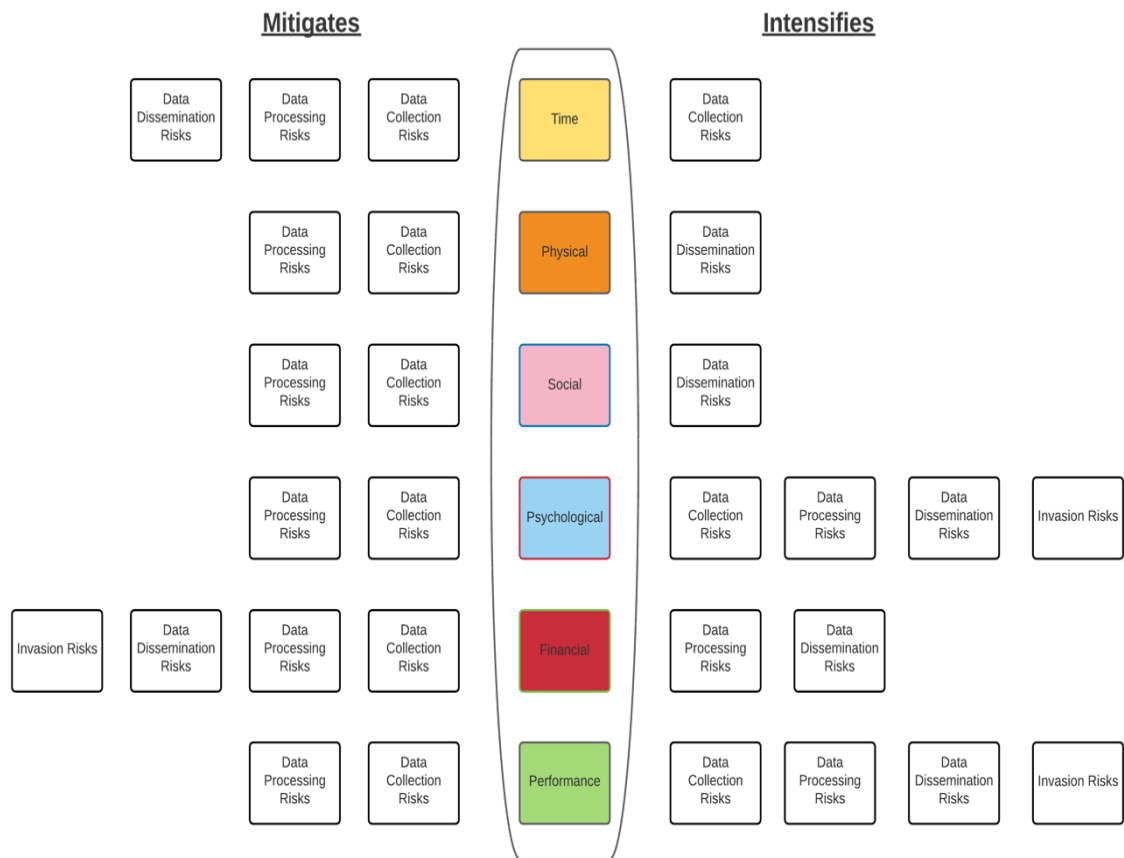 Mitigates
Intensifies
Data
Dissemination
Risks
Data
Processing
Risks
Data
Collection
Risks
Time
Data
Collection
Risks
Data
Processing
Risks
Data
Collection
Risks
Physical
Data
Dissemination
Risks
Data
Processing
Risks
Data
Collection
Risks
Social
Data
Dissemination
Risks
Data
Processing
Risks
Data
Collection
Risks
Psychological
Data
Collection
Risks
Data
Processing
Risks
Data
Dissemination
Risks
Invasion Risks
Invasion Risks
Data
Dissemination
Risks
Data
Processing
Risks
Data
Collection
Risks
Financial
Data
Processing
Risks
Data
Dissemination
Risks
Data
Processing
Risks
Data
Collection
Risks
Performance
Data
Collection
Risks
Data
Processing
Risks
Data
Dissemination
Risks
Invasion Risks